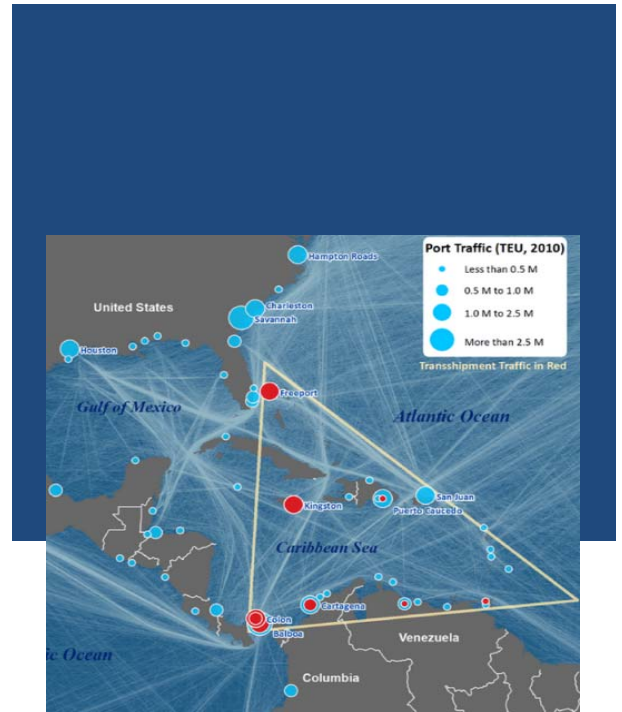 Port Traffic (TEU, 2010)
Less than 0.5 M
0.5 M to 1.0 M
1.0 M to 2.5 M
More than 2.5 M
Transshipment Traffic in Red
Hampton Roads
United States
Charleston
Savannah
Houston
Freeport
Gulf of Mexico
Atlantic Ocean
San Juan
Kingston
Puerto Caucedo
Caribbean Sea
Cartagena
Colon
Balooa
Venezuela
ic Ocean
Columbia